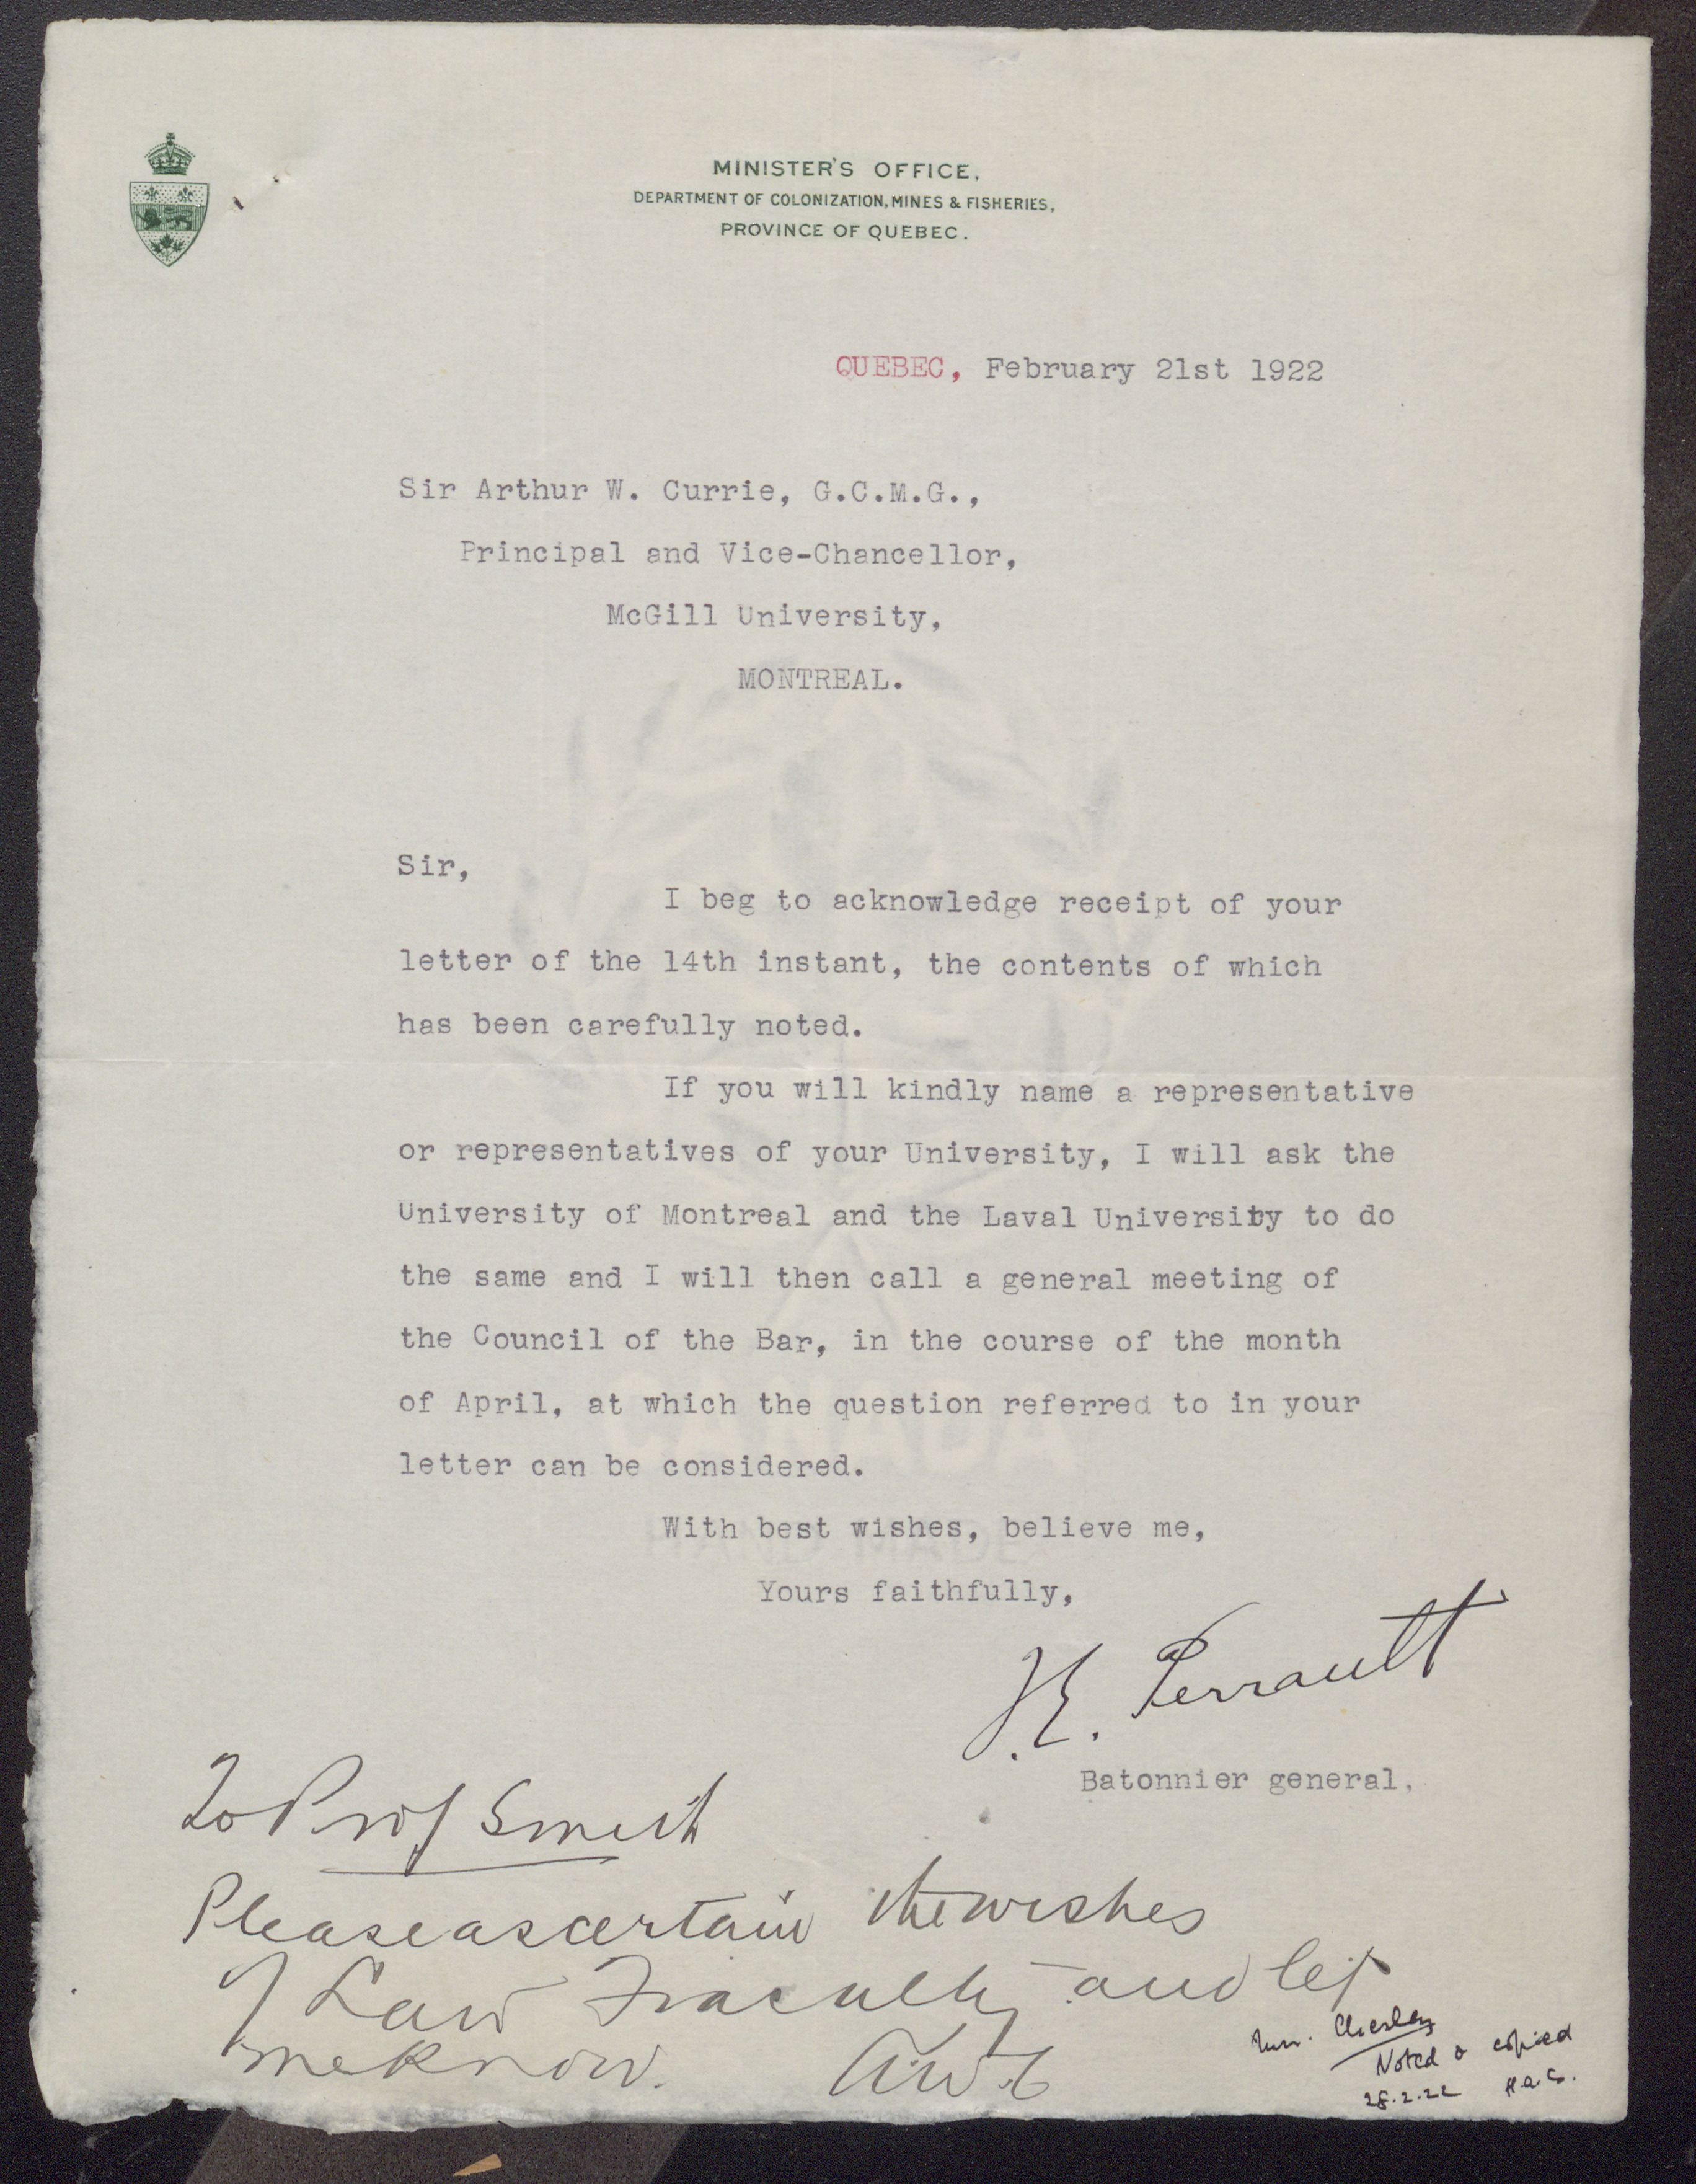 MINISTER'S OFFICE,
DEPARTMENT OF COLONIZATION, MINES & FISHERIES,
PROVINCE OF QUEBEC.
QUEBEC, February 21st 1922
Sir Arthur W. Currie, G.C.M.G.,
Principal and Vice-Chancellor,
McGill University,
MONTREAL.
Sir,
I beg to acknowledge receipt of your
letter of the 14th instant, the contents of which
has been carefully noted.
If you will kindly name a representative
or representatives of your University, I will ask the
University of Montreal and the Laval University to do
the same and I will then call a general meeting of
the Council of the Bar, in the course of the month
of April, at which the question referred to in your
letter can be considered.
CANADA
With best wishes, believe me,
HAND MADE
Yours faithfully,
J.E. Perrault
Batonnier general,
To Prof Smith
Please ascertain the wishes
of Law Faculty and let
me know. AWC
Chesley
Noted & copied
28.2.22 H.A.S.